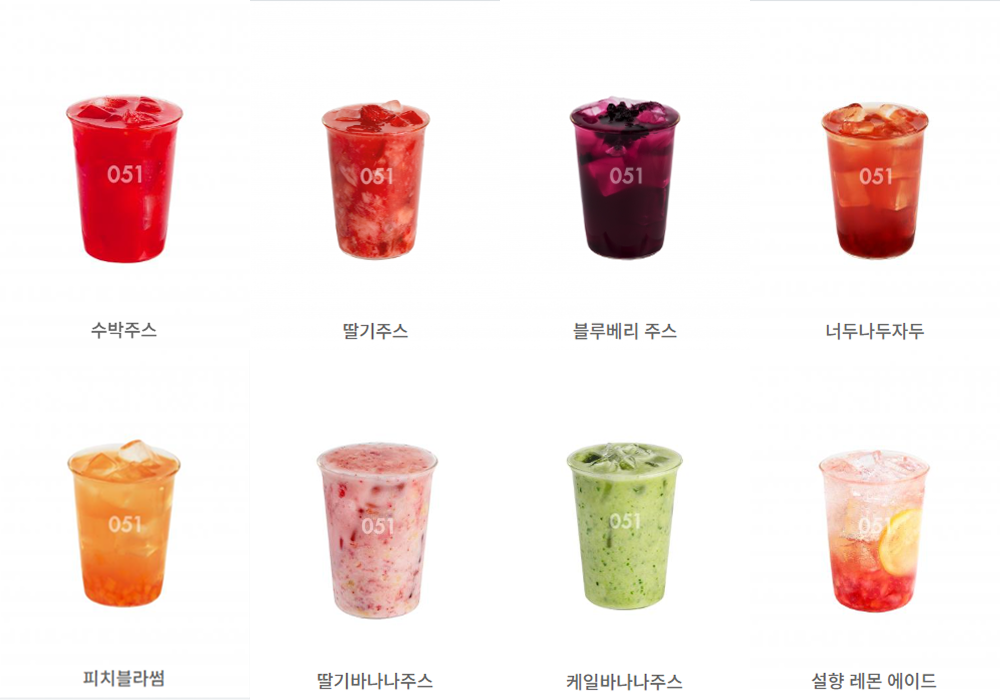 051
051
051
051
수박주스
딸기주스
블루베리 주스
너두나두자두
051
051
051
051
피치블라썸
딸기바나나주스
케일바나나주스
설향 레몬 에이드